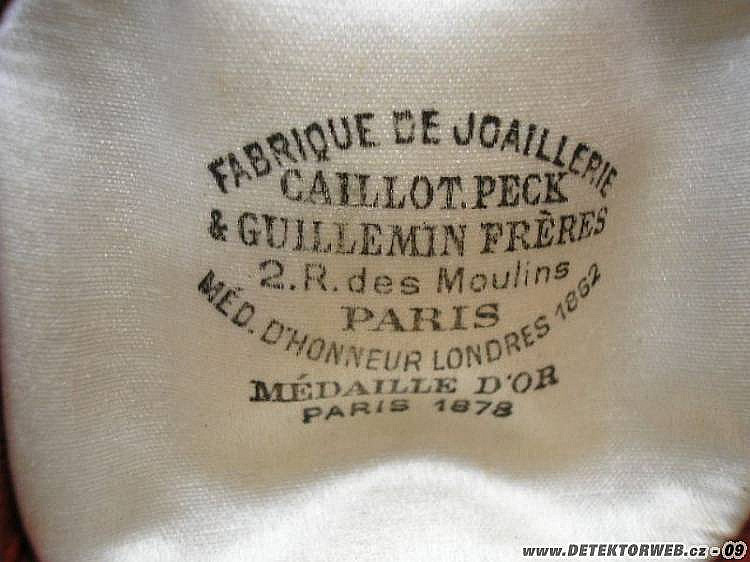 FABRIQUE DE JOAILLERIE
CAILLOT. PECK
& GUILLEMIN FRÈRES
2. R. des Moulins
PARIS
MÉD. D'HONNEUR LONDRES 1862
MÉDAILLE D'OR
PARIS 1878
www.DETEKTORWEB.cz - 09